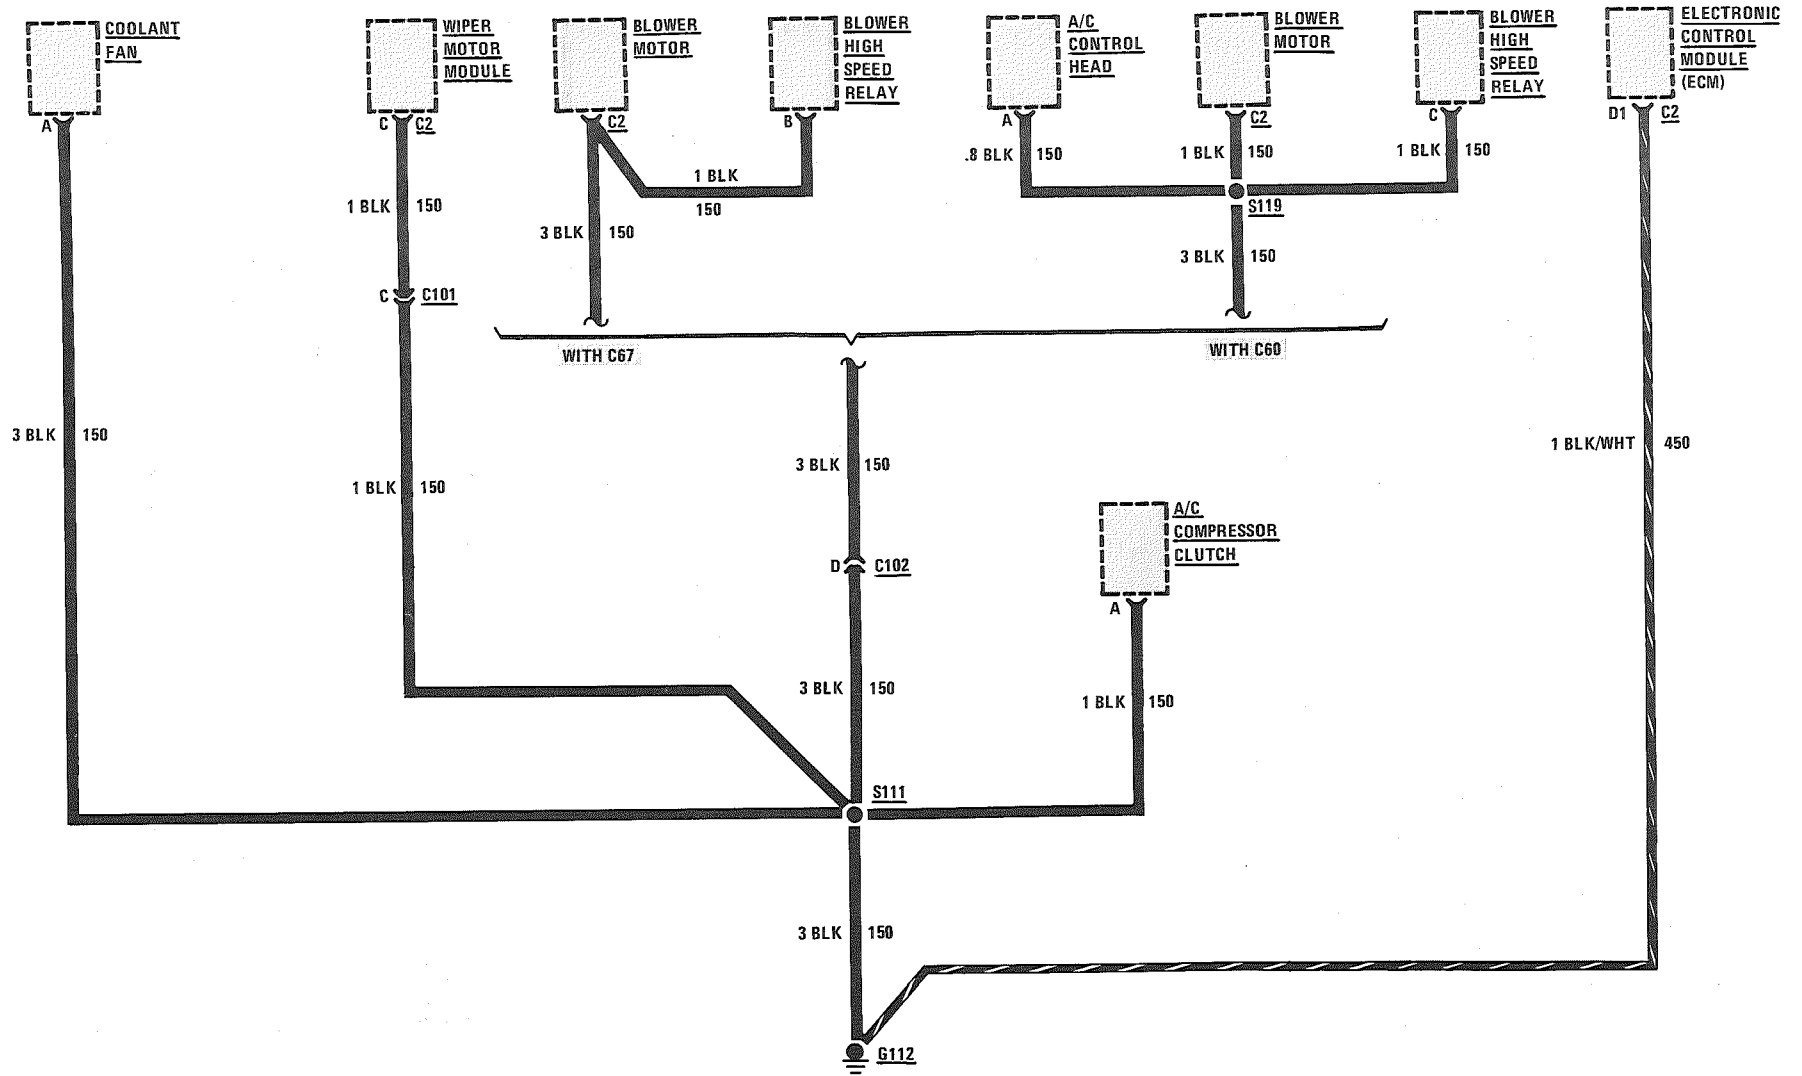 COOLANT
FAN
A
WIPER
MOTOR
MODULE
C C2
BLOWER
MOTOR
C2
BLOWER
HIGH
SPEED
RELAY
B
A/C
CONTROL
HEAD
A
BLOWER
MOTOR
C2
BLOWER
HIGH
SPEED
RELAY
C
ELECTRONIC
CONTROL
MODULE
(ECM)
D1 C2
1 BLK 150
1 BLK
150
3 BLK 150
.8 BLK 150
1 BLK 150
1 BLK 150
S119
3 BLK 150
C C101
WITH C67
WITH C60
3 BLK 150
1 BLK 150
3 BLK 150
1 BLK/WHT 450
D C102
A/C
COMPRESSOR
CLUTCH
A
3 BLK 150
1 BLK 150
S111
3 BLK 150
G112